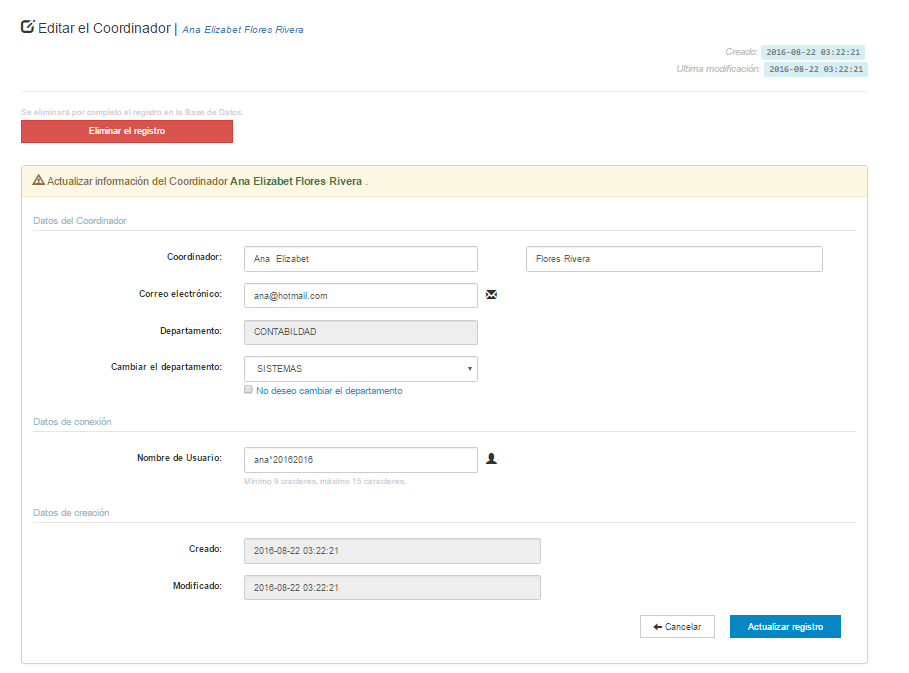 Editar el Coordinador | Ana Elizabet Flores Rivera
Creado: 2016-08-22 03:22:21
Ultima modificación: 2016-08-22 03:22:21
Se eliminará por completo el registro en la Base de Datos.
Eliminar el registro
Actualizar información del Coordinador Ana Elizabet Flores Rivera .
Datos del Coordinador
Coordinador: Ana Elizabet Flores Rivera
Correo electrónico: ana@hotmail.com
Departamento: CONTABILDAD
Cambiar el departamento: SISTEMAS
No deseo cambiar el departamento
Datos de conexión
Nombre de Usuario: ana*20162016
Mínimo 9 cracteres, máximo 15 caracteres.
Datos de creación
Creado: 2016-08-22 03:22:21
Modificado: 2016-08-22 03:22:21
Cancelar Actualizar registro